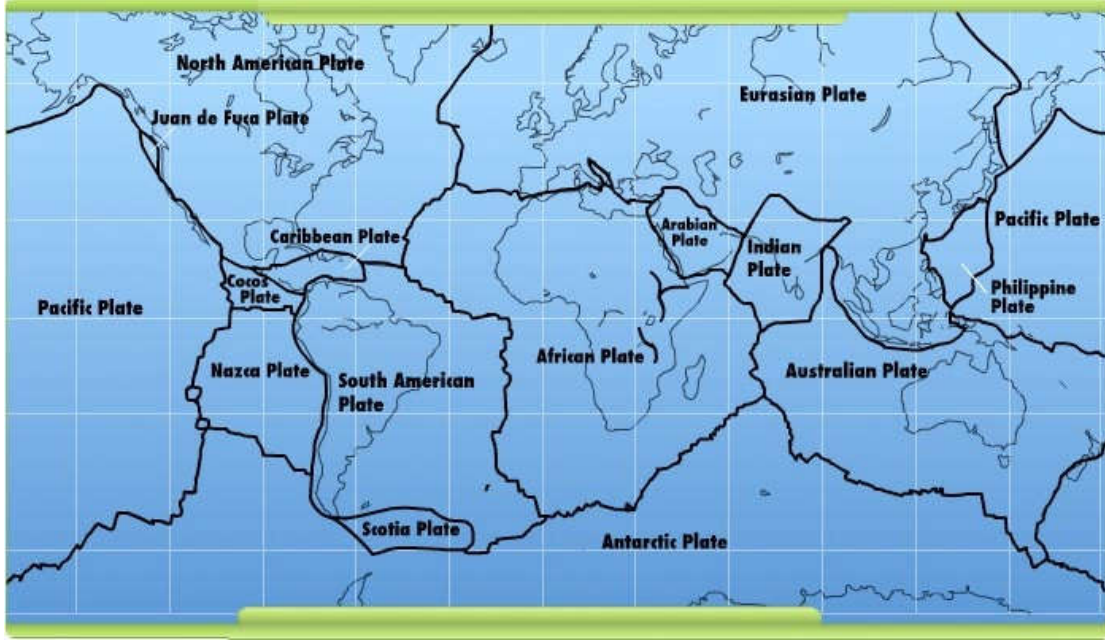 North American Plate
Eurasian Plate
Juan de Fuca Plate
Caribbean Plate
Arabian
Plate
Indian
Plate
Pacific Plate
Cocos
Plate
Pacific Plate
Philippine
Plate
Nazca Plate
South American
Plate
African Plate
Australian Plate
Scotia Plate
Antarctic Plate